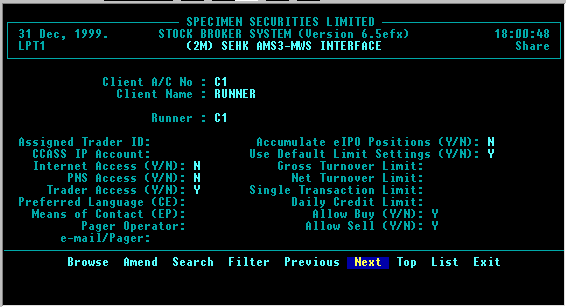 SPECIMEN SECURITIES LIMITED
31 Dec, 1999. STOCK BROKER SYSTEM (Version 6.5efx) 18:00:48
LPT1 (2M) SEHK AMS3-MWS INTERFACE Share
Client A/C No : C1
Client Name : RUNNER
Runner : C1
Assigned Trader ID: Accumulate eIPO Positions (Y/N): N
CCASS IP Account: Use Default Limit Settings (Y/N): Y
Internet Access (Y/N): N Gross Turnover Limit:
PNS Access (Y/N): N Net Turnover Limit:
Trader Access (Y/N): Y Single Transaction Limit:
Preferred Language (CE): Daily Credit Limit:
Means of Contact (EP): Allow Buy (Y/N): Y
Pager Operator: Allow Sell (Y/N): Y
e-mail/Pager:
Browse Amend Search Filter Previous Next Top List Exit